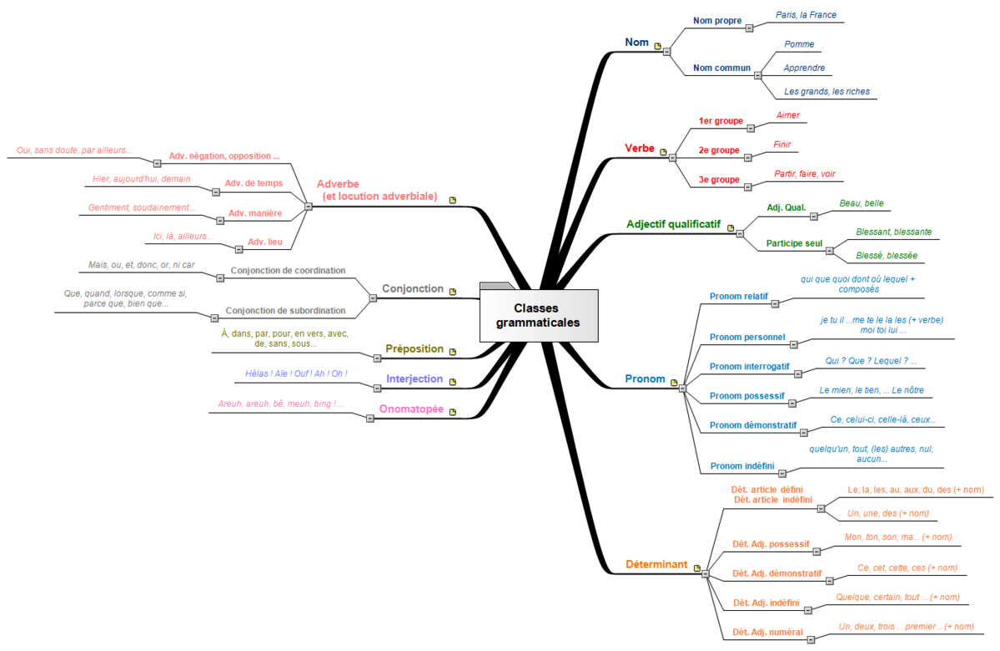 Classes
grammaticales
Nom
Nom propre
Paris, la France
Nom commun
Pomme
Apprendre
Les grands, les riches
Verbe
1er groupe
Aimer
2e groupe
Finir
3e groupe
Partir, faire, voir
Adjectif qualificatif
Adj. Qual.
Beau, belle
Participe seul
Blessant, blessante
Blessé, blessée
Pronom
Pronom relatif
qui que quoi dont où lequel +
composés
Pronom personnel
je tu il ...me te le la les (+ verbe)
moi toi lui ...
Pronom interrogatif
Qui ? Que ? Lequel ? ...
Pronom possessif
Le mien, le tien, ... Le nôtre
Pronom démonstratif
Ce, celui-ci, celle-là, ceux...
Pronom indéfini
quelqu'un, tout, (les) autres, nul,
aucun...
Déterminant
Dét. article défini
Dét. article indéfini
Le, la, les, au, aux, du, des (+ nom)
Un, une, des (+ nom)
Dét. Adj. possessif
Mon, ton, son, ma... (+ nom)
Dét. Adj. démonstratif
Ce, cet, cette, ces (+ nom)
Dét. Adj. indéfini
Quelque, certain, tout ... (+ nom)
Dét. Adj. numéral
Un, deux, trois ... premier... (+ nom)
Adverbe
(et locution adverbiale)
Adv. négation, opposition ...
Oui, sans doute, par ailleurs...
Adv. de temps
Hier, aujourd'hui, demain
Adv. manière
Gentiment, soudainement...
Adv. lieu
Ici, là, ailleurs...
Conjonction
Conjonction de coordination
Mais, ou, et, donc, or, ni car
Conjonction de subordination
Que, quand, lorsque, comme si,
parce que, bien que...
Préposition
À, dans, par, pour, en vers, avec,
de, sans, sous...
Interjection
Hélas ! Aïe ! Ouf ! Ah ! Oh !
Onomatopée
Areuh, areuh, bê, meuh, bing ! ...